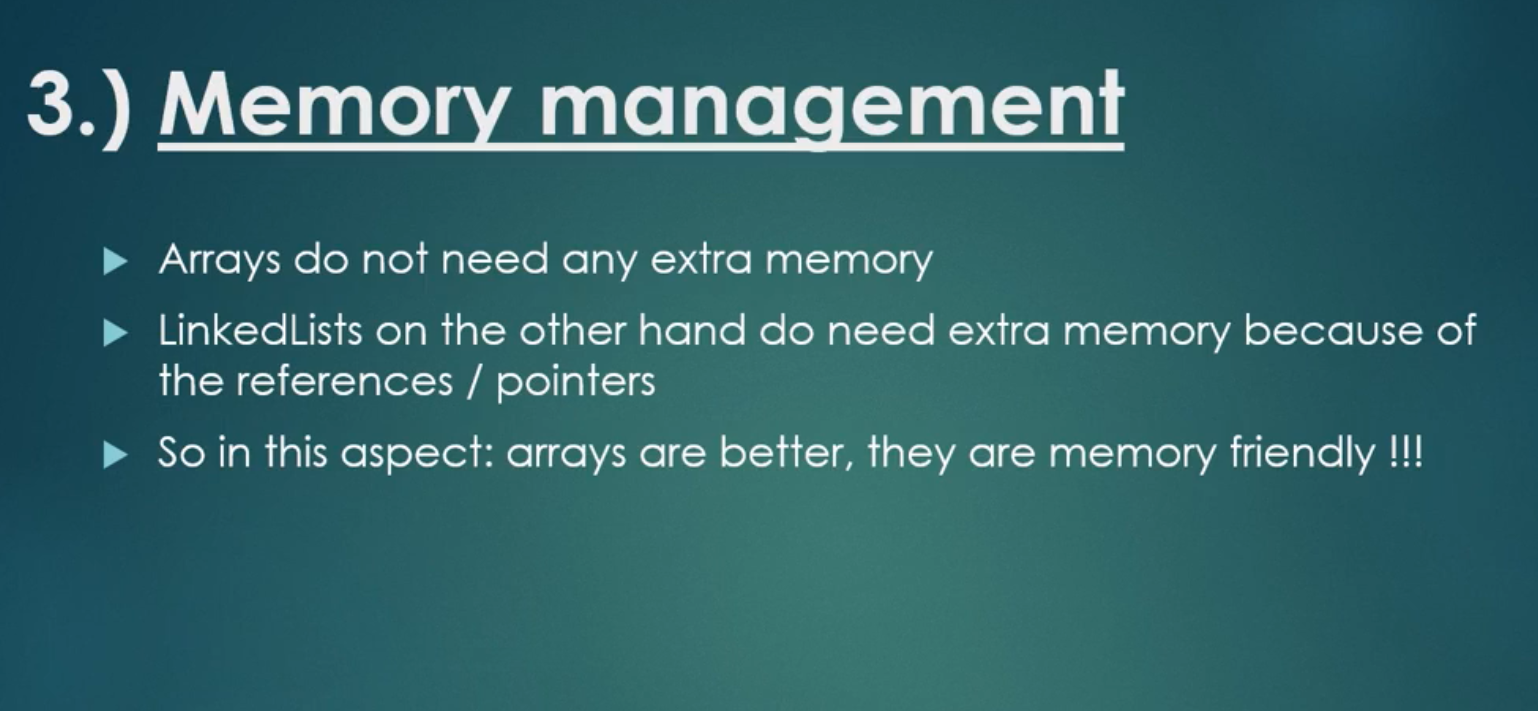 3.) Memory management
Arrays do not need any extra memory
LinkedLists on the other hand do need extra memory because of
the references / pointers
So in this aspect: arrays are better, they are memory friendly !!!